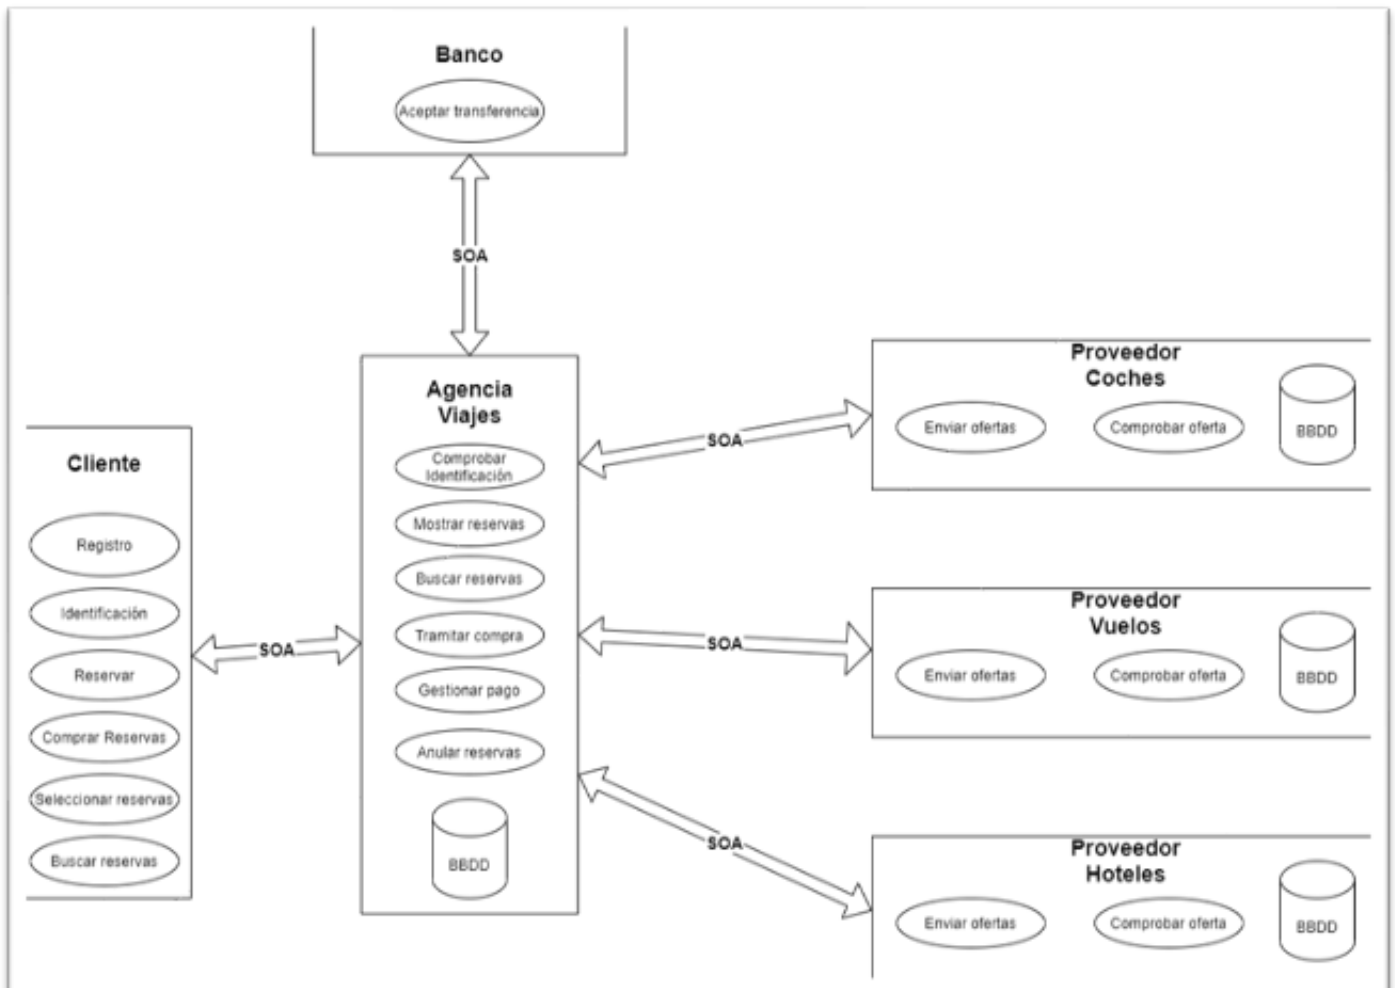 Banco
Aceptar transferencia
SOA
Agencia
Viajes
Comprobar
Identificación
Mostrar reservas
Buscar reservas
Tramitar compra
Gestionar pago
Anular reservas
BBDD
Cliente
Registro
Identificación
Reservar
Comprar Reservas
Seleccionar reservas
Buscar reservas
SOA
SOA
Proveedor
Coches
Enviar ofertas
Comprobar oferta
BBDD
SOA
Proveedor
Vuelos
Enviar ofertas
Comprobar oferta
BBDD
SOA
Proveedor
Hoteles
Enviar ofertas
Comprobar oferta
BBDD